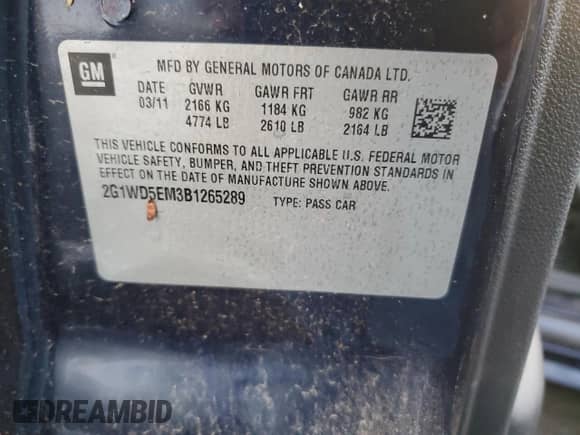 GM
MFD BY GENERAL MOTORS OF CANADA LTD.
DATE GVWR GAWR FRT GAWR RR
03/11 2166 KG 1184 KG 982 KG
4774 LB 2610 LB 2164 LB
THIS VEHICLE CONFORMS TO ALL APPLICABLE U.S. FEDERAL MOTOR
VEHICLE SAFETY, BUMPER, AND THEFT PREVENTION STANDARDS IN
EFFECT ON THE DATE OF MANUFACTURE SHOWN ABOVE.
2G1WD5EM3B1265289 TYPE: PASS CAR
DREAMBID